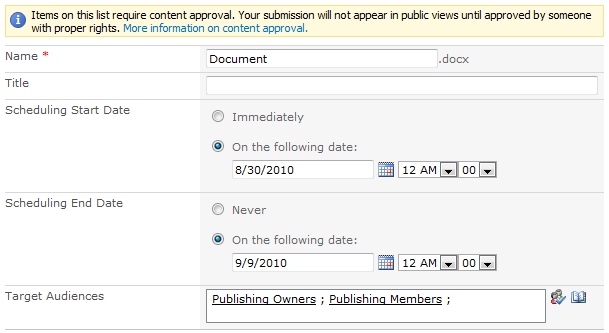 Items on this list require content approval. Your submission will not appear in public views until approved by someone
with proper rights. More information on content approval.
Name *
Document .docx
Title
Scheduling Start Date
Immediately
On the following date:
8/30/2010 12 AM 00
Scheduling End Date
Never
On the following date:
9/9/2010 12 AM 00
Target Audiences
Publishing Owners ; Publishing Members ;